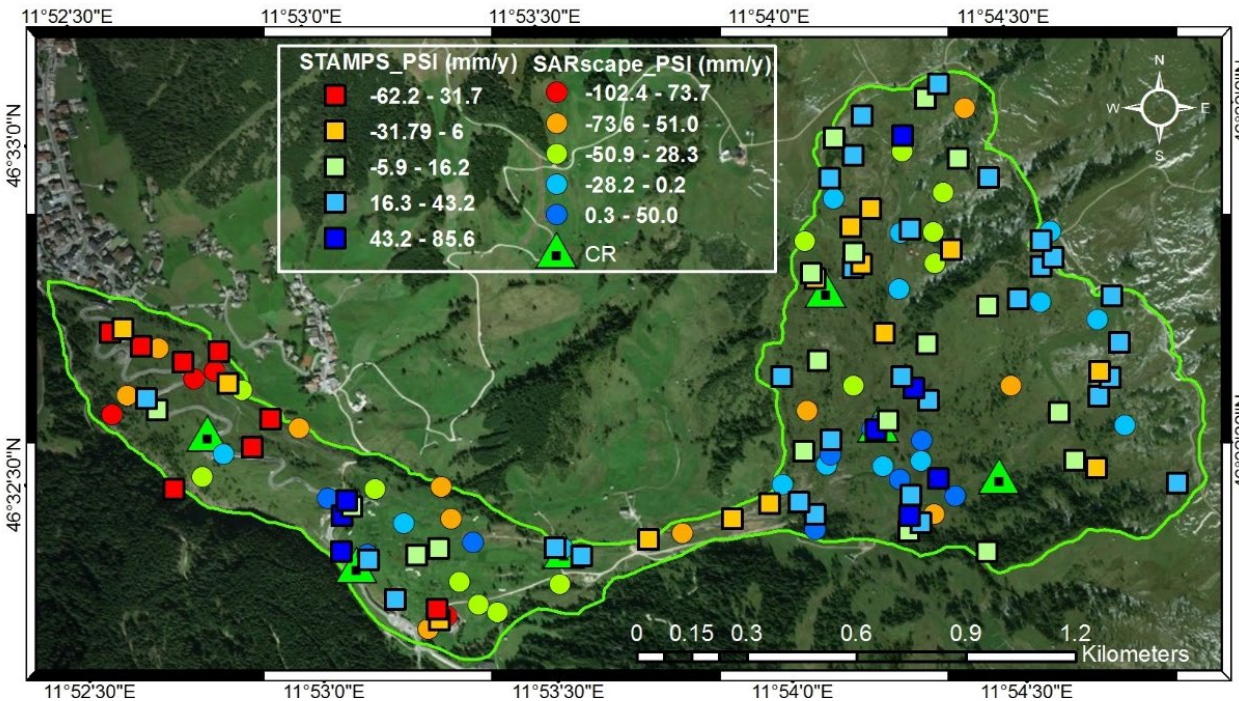 11°52'30"E 11°53'0"E 11°53'30"E 11°54'0"E 11°54'30"E
STAMPS_PSI (mm/y) SARscape_PSI (mm/y)
-62.2 - 31.7 -102.4 - 73.7
-31.79 - 6 -73.6 - 51.0
-5.9 - 16.2 -50.9 - 28.3
16.3 - 43.2 -28.2 - 0.2
43.2 - 85.6 0.3 - 50.0
CR
N
W E
S
46°33'0"N
46°32'30"N
0 0.15 0.3 0.6 0.9 1.2
Kilometers
11°52'30"E 11°53'0"E 11°53'30"E 11°54'0"E 11°54'30"E